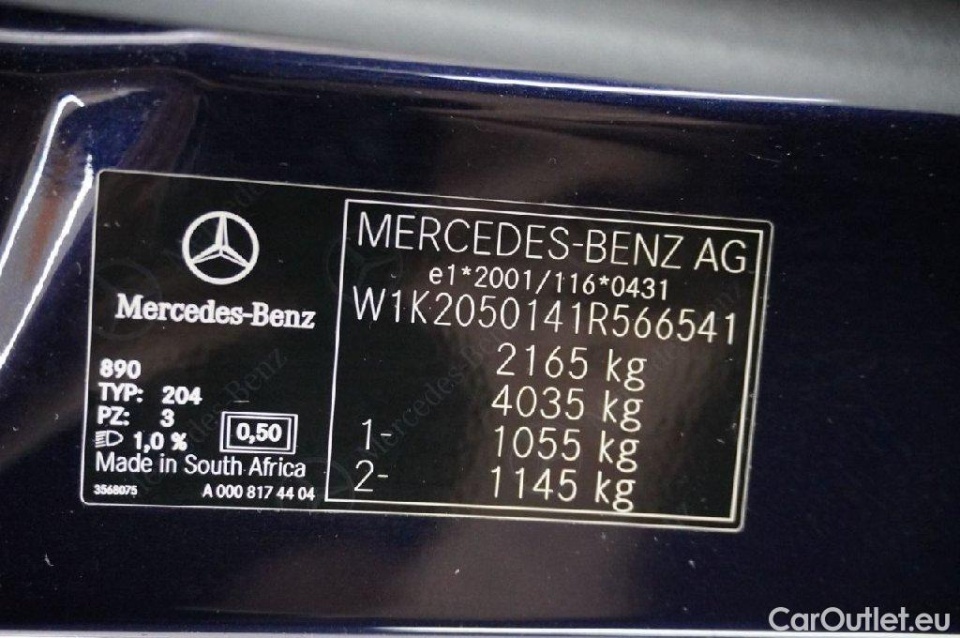 Mercedes-Benz
890
TYP: 204
PZ: 3
1,0 %
0,50
Made in South Africa
3568075 A 000 817 44 04
MERCEDES-BENZ AG
e1*2001/116*0431
W1K2050141R566541
2165 kg
4035 kg
1- 1055 kg
2- 1145 kg
CarOutlet.eu